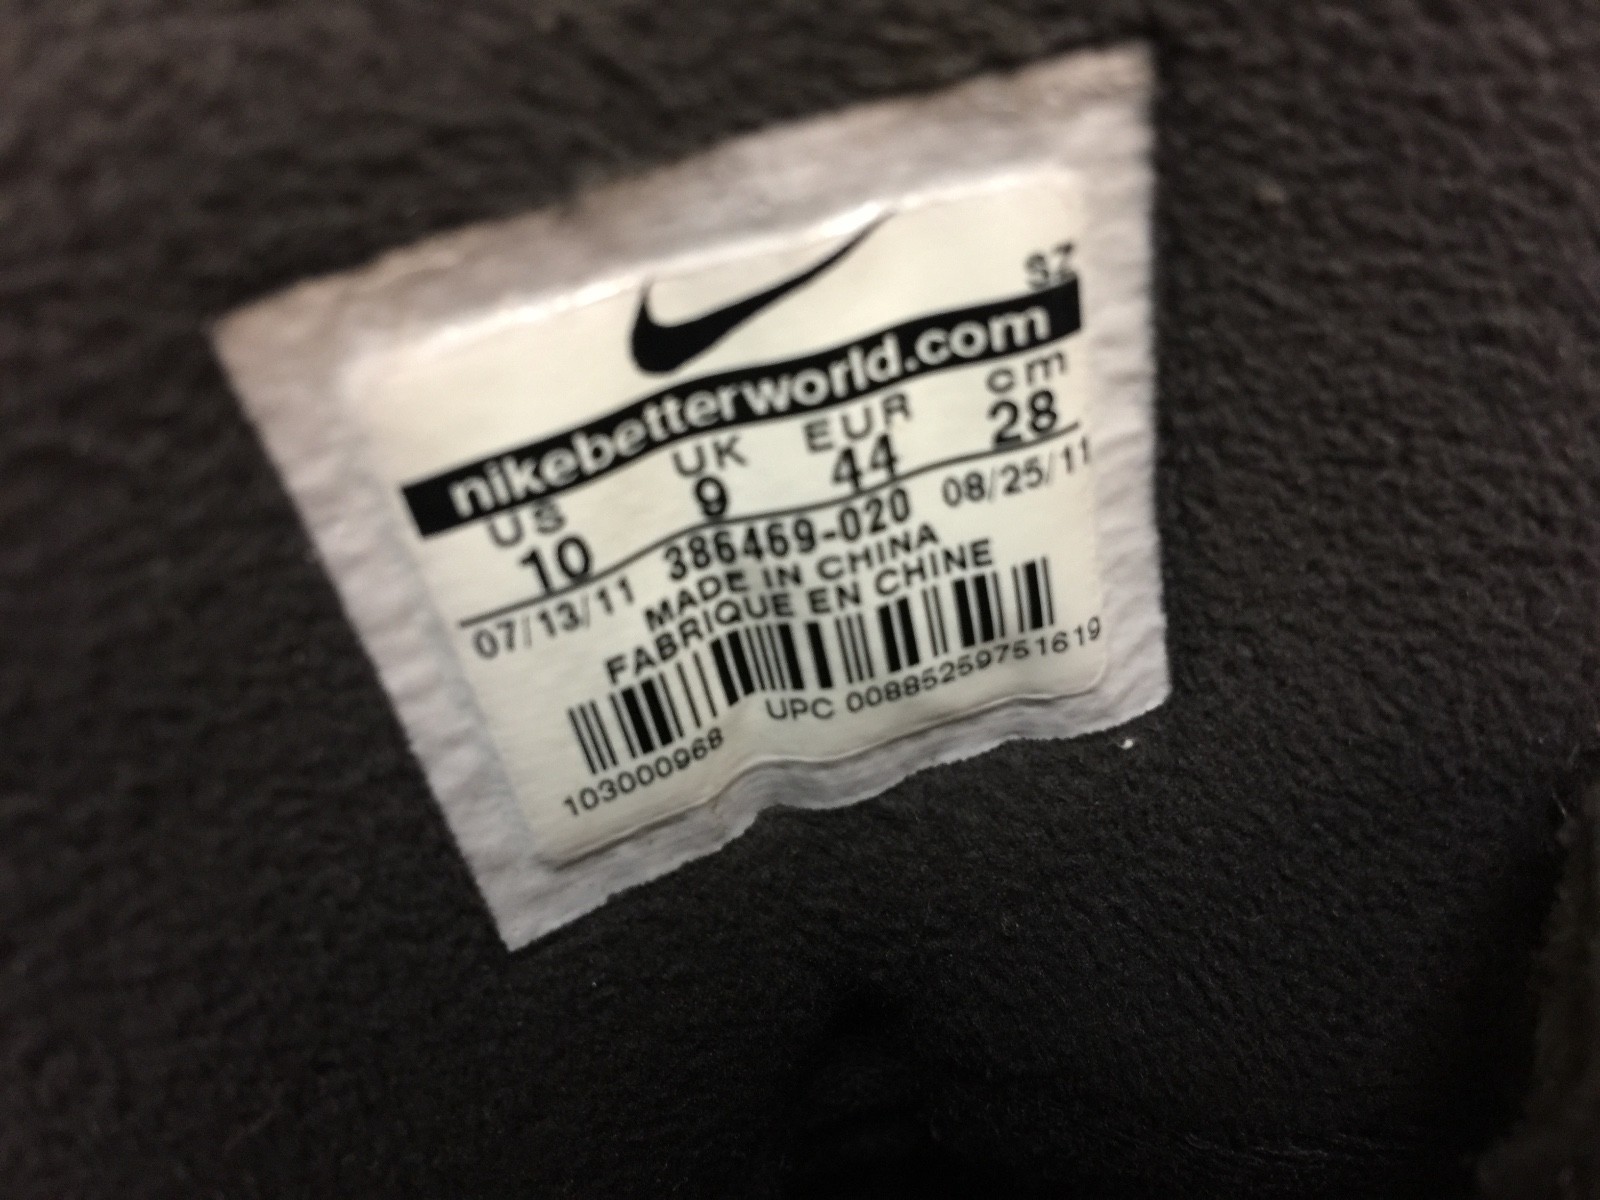 SZ
nikebetterworld.com
US UK EUR cm
10 9 44 28
07/13/11 386469-020 08/25/11
MADE IN CHINA
FABRIQUE EN CHINE
103000968 UPC 00885259751619